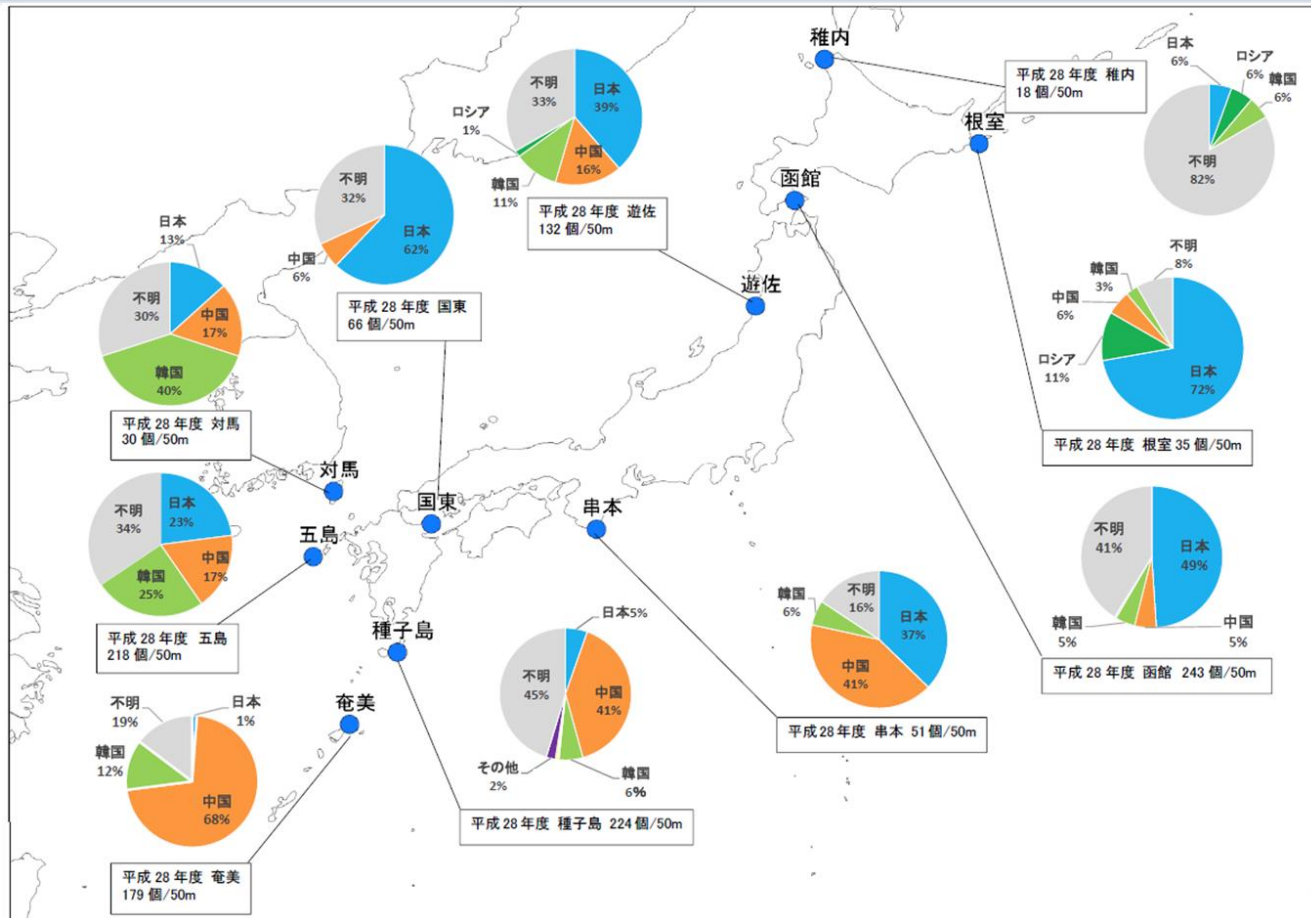 稚内
平成 28 年度 稚内
18 個/50m
日本
6%
ロシア
6%
韓国
6%
不明
82%
根室
函館
不明
33%
日本
39%
ロシア
1%
中国
16%
韓国
11%
平成 28 年度 遊佐
132 個/50m
遊佐
不明
32%
日本
62%
中国
6%
平成 28 年度 国東
66 個/50m
日本
13%
不明
30%
中国
17%
韓国
40%
平成 28 年度 対馬
30 個/50m
不明
8%
韓国
3%
中国
6%
ロシア
11%
日本
72%
平成 28 年度 根室 35 個/50m
対馬
国東
串本
五島
種子島
奄美
不明
34%
日本
23%
中国
17%
韓国
25%
平成 28 年度 五島
218 個/50m
不明
41%
日本
49%
韓国
5%
中国
5%
平成 28 年度 函館 243 個/50m
韓国
6%
不明
16%
日本
37%
中国
41%
平成 28 年度 串本 51 個/50m
日本5%
不明
45%
中国
41%
その他
2%
韓国
6%
平成 28 年度 種子島 224 個/50m
不明
19%
日本
1%
韓国
12%
中国
68%
平成 28 年度 奄美
179 個/50m